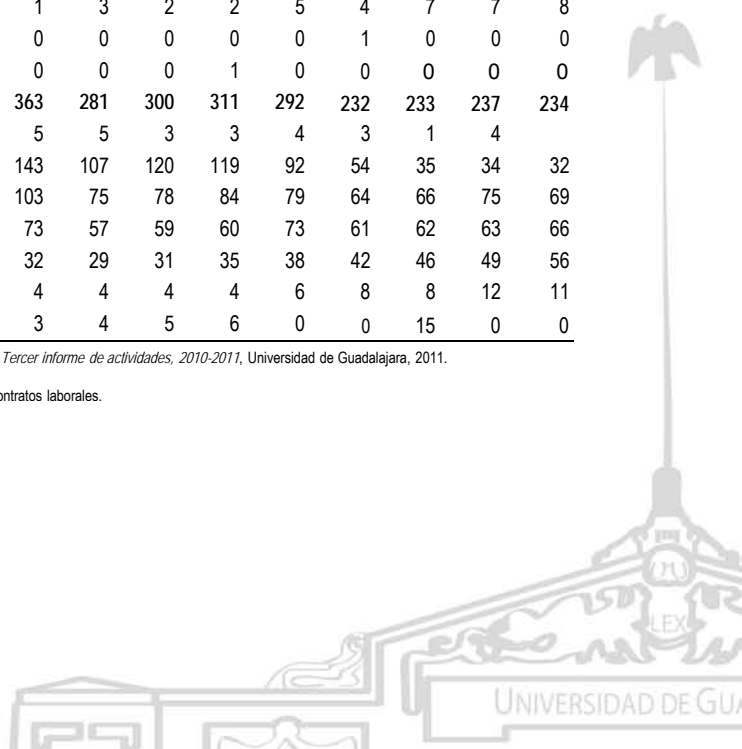 1 3 2 2 5 4 7 7 8
0 0 0 0 0 1 0 0 0
0 0 0 1 0 0 0 0 0
363 281 300 311 292 232 233 237 234
5 5 3 3 4 3 1 4
143 107 120 119 92 54 35 34 32
103 75 78 84 79 64 66 75 69
73 57 59 60 73 61 62 63 66
32 29 31 35 38 42 46 49 56
4 4 4 4 6 8 8 12 11
3 4 5 6 0 0 15 0 0
Tercer informe de actividades, 2010-2011, Universidad de Guadalajara, 2011.
ontratos laborales.
LEX
UNIVERSIDAD DE GUA